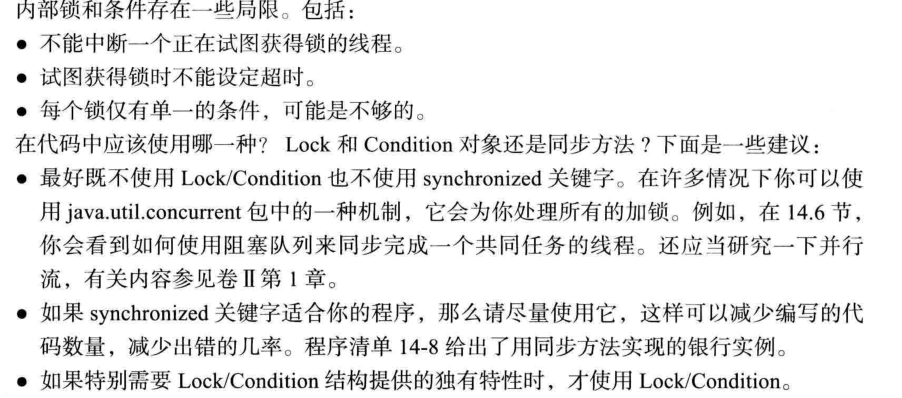 内部锁和条件存在一些局限。包括：
● 不能中断一个正在试图获得锁的线程。
● 试图获得锁时不能设定超时。
● 每个锁仅有单一的条件，可能是不够的。
在代码中应该使用哪一种？ Lock 和 Condition 对象还是同步方法？下面是一些建议：
● 最好既不使用 Lock/Condition 也不使用 synchronized 关键字。在许多情况下你可以使
用 java.util.concurrent 包中的一种机制，它会为你处理所有的加锁。例如，在 14.6 节，
你会看到如何使用阻塞队列来同步完成一个共同任务的线程。还应当研究一下并行
流，有关内容参见卷Ⅱ第 1 章。
● 如果 synchronized 关键字适合你的程序，那么请尽量使用它，这样可以减少编写的代
码数量，减少出错的几率。程序清单 14-8 给出了用同步方法实现的银行实例。
● 如果特别需要 Lock/Condition 结构提供的独有特性时，才使用 Lock/Condition。